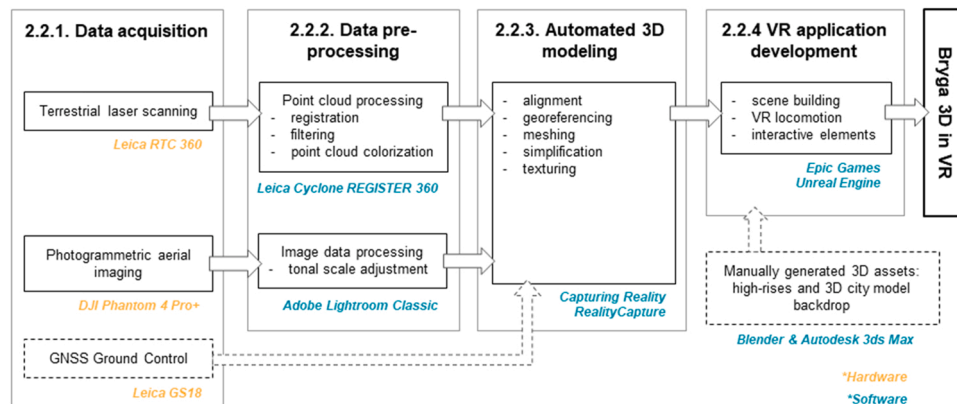 2.2.1. Data acquisition
Terrestrial laser scanning
Leica RTC 360
Photogrammetric aerial
imaging
DJI Phantom 4 Pro+
GNSS Ground Control
Leica GS18
2.2.2. Data pre-
processing
Point cloud processing
- registration
- filtering
- point cloud colorization
Leica Cyclone REGISTER 360
Image data processing
- tonal scale adjustment
Adobe Lightroom Classic
2.2.3. Automated 3D
modeling
- alignment
- georeferencing
- meshing
- simplification
- texturing
Capturing Reality
RealityCapture
2.2.4 VR application
development
- scene building
- VR locomotion
- interactive elements
Epic Games
Unreal Engine
Manually generated 3D assets:
high-rises and 3D city model
backdrop
Blender & Autodesk 3ds Max
Bryga 3D in VR
*Hardware
*Software